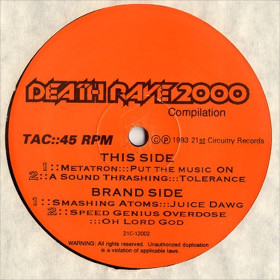 DEATH RAVE 2000
Compilation
TAC::45 RPM
© ℗ 1993 21st Circuitry Records
THIS SIDE
1::METATRON:::PUT THE MUSIC ON
2::A SOUND THRASHING:::TOLERANCE
BRAND SIDE
1::SMASHING ATOMS:::JUICE DAWG
2::SPEED GENIUS OVERDOSE
:::OH LORD GOD
21C-12002
WARNING: All rights reserved. Unauthorized duplication
is a violation of applicable laws.